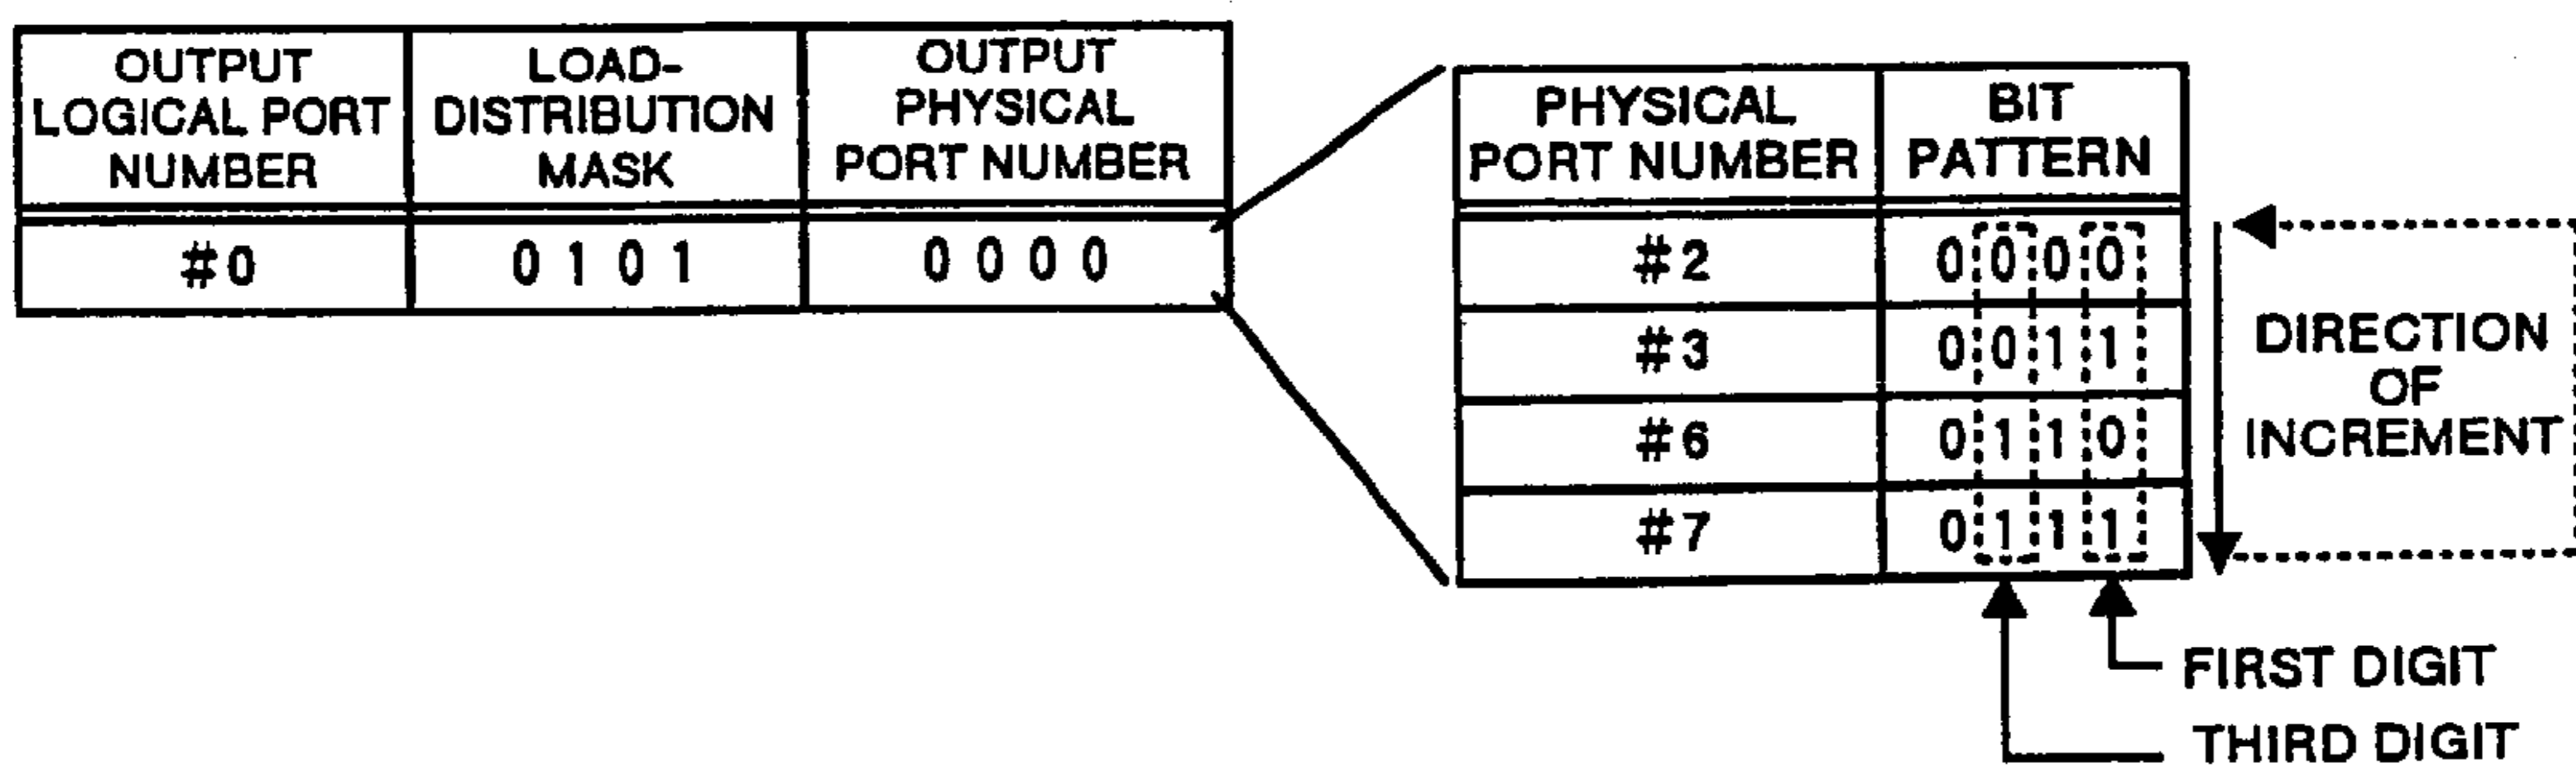 OUTPUT
LOGICAL PORT
NUMBER
LOAD-
DISTRIBUTION
MASK
OUTPUT
PHYSICAL
PORT NUMBER
#0
0 1 0 1
0 0 0 0
PHYSICAL
PORT NUMBER
BIT
PATTERN
#2
0 0 0 0
#3
0 0 1 1
#6
0 1 1 0
#7
0 1 1 1
DIRECTION
OF
INCREMENT
FIRST DIGIT
THIRD DIGIT